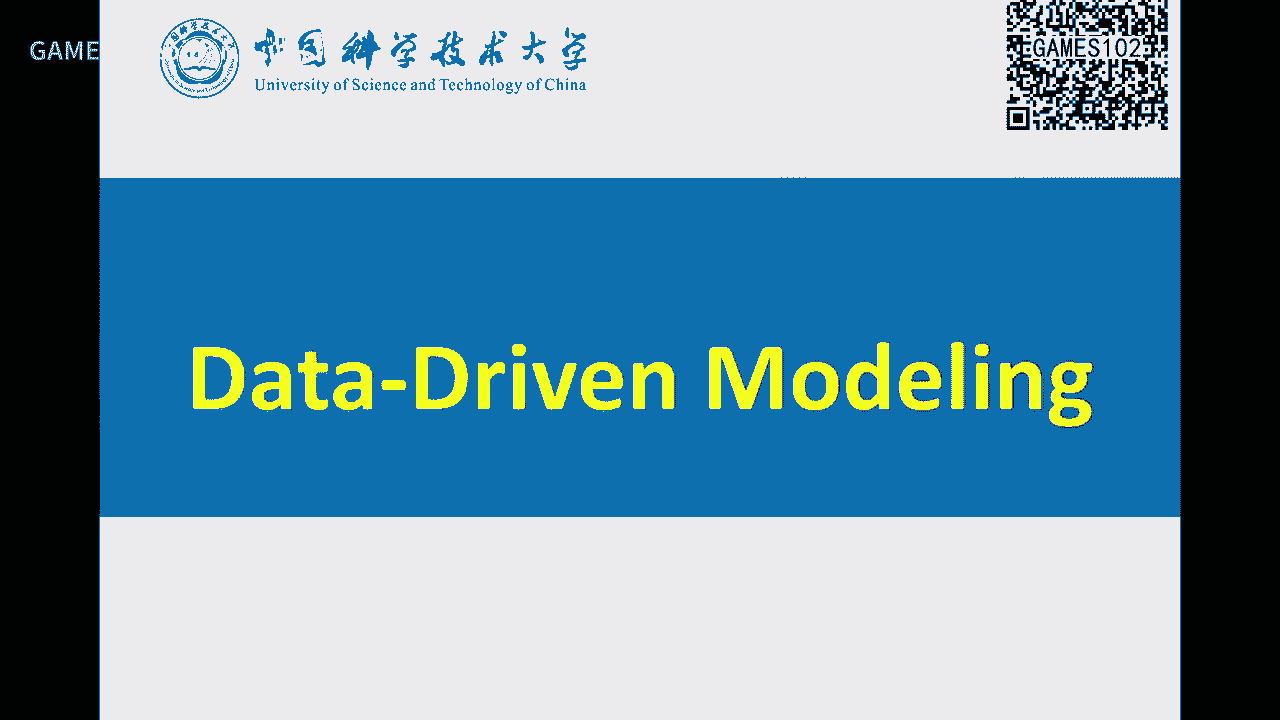 GAME
中国科学技术大学
University of Science and Technology of China
GAMES102
Data-Driven Modeling